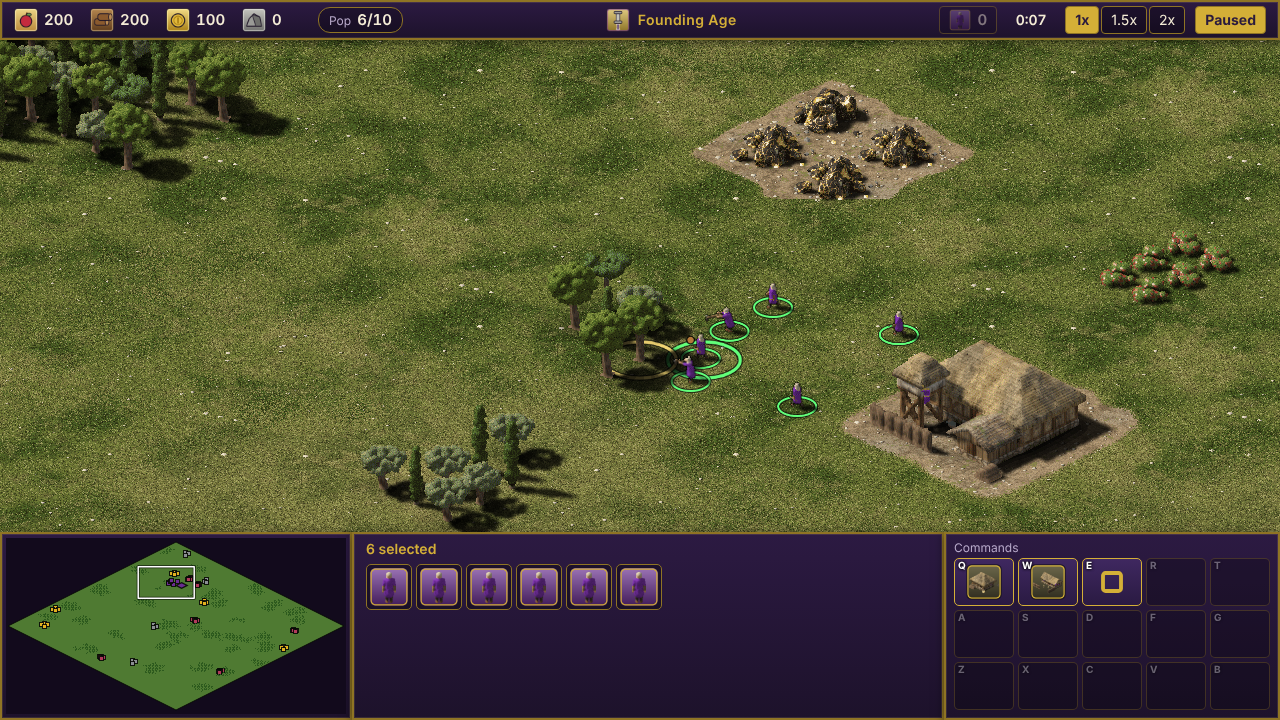 200
200
100
0
Pop 6/10
Founding Age
0
0:07
1x
1.5x
2x
Paused
6 selected
Commands
Q
W
E
R
T
A
S
D
F
G
Z
X
C
V
B